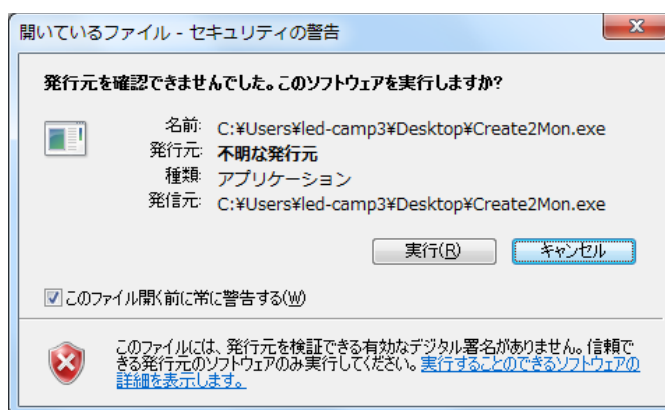 開いているファイル - セキュリティの警告
発行元を確認できませんでした。このソフトウェアを実行しますか?
名前: C:¥Users¥led-camp3¥Desktop¥Create2Mon.exe
発行元: 不明な発行元
種類: アプリケーション
発信元: C:¥Users¥led-camp3¥Desktop¥Create2Mon.exe
実行(R) キャンセル
このファイル開く前に常に警告する(W)
このファイルには、発行元を検証できる有効なデジタル署名がありません。信頼で
きる発行元のソフトウェアのみ実行してください。実行することのできるソフトウェアの
詳細を表示します。